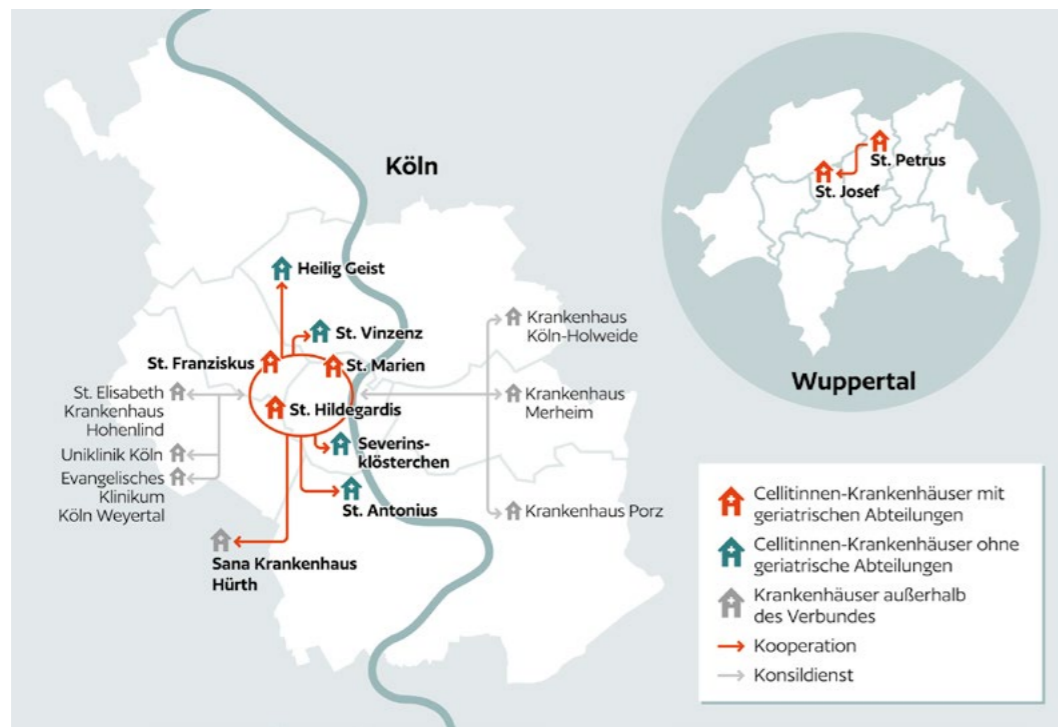 Köln
Heilig Geist
St. Vinzenz
St. Franziskus
St. Marien
St. Hildegardis
Severins-
klösterchen
St. Antonius
St. Elisabeth
Krankenhaus
Hohenlind
Uniklinik Köln
Evangelisches
Klinikum
Köln Weyertal
Sana Krankenhaus
Hürth
Krankenhaus
Köln-Holweide
Krankenhaus
Merheim
Krankenhaus Porz
St. Petrus
St. Josef
Wuppertal
Cellitinnen-Krankenhäuser mit
geriatrischen Abteilungen
Cellitinnen-Krankenhäuser ohne
geriatrische Abteilungen
Krankenhäuser außerhalb
des Verbundes
Kooperation
Konsildienst